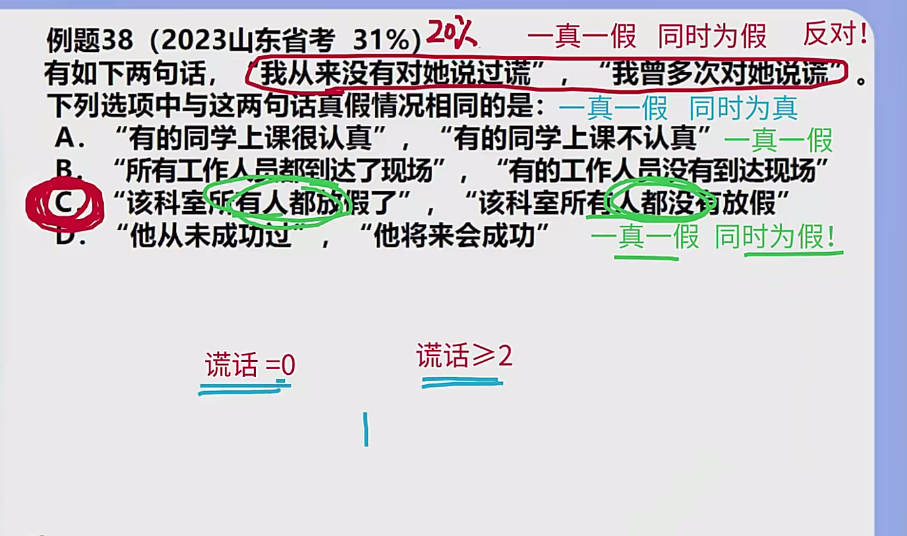 例题38（2023山东省考 31%）20% 一真一假 同时为假 反对！
有如下两句话，“我从来没有对她说过谎”，“我曾多次对她说谎”。
下列选项中与这两句话真假情况相同的是：一真一假 同时为真
A．“有的同学上课很认真”，“有的同学上课不认真” 一真一假
B．“所有工作人员都到达了现场”，“有的工作人员没有到达现场”
C．“该科室所有人都放假了”，“该科室所有人都没有放假”
D．“他从未成功过”，“他将来会成功” 一真一假 同时为假！
谎话 =0 谎话≥2